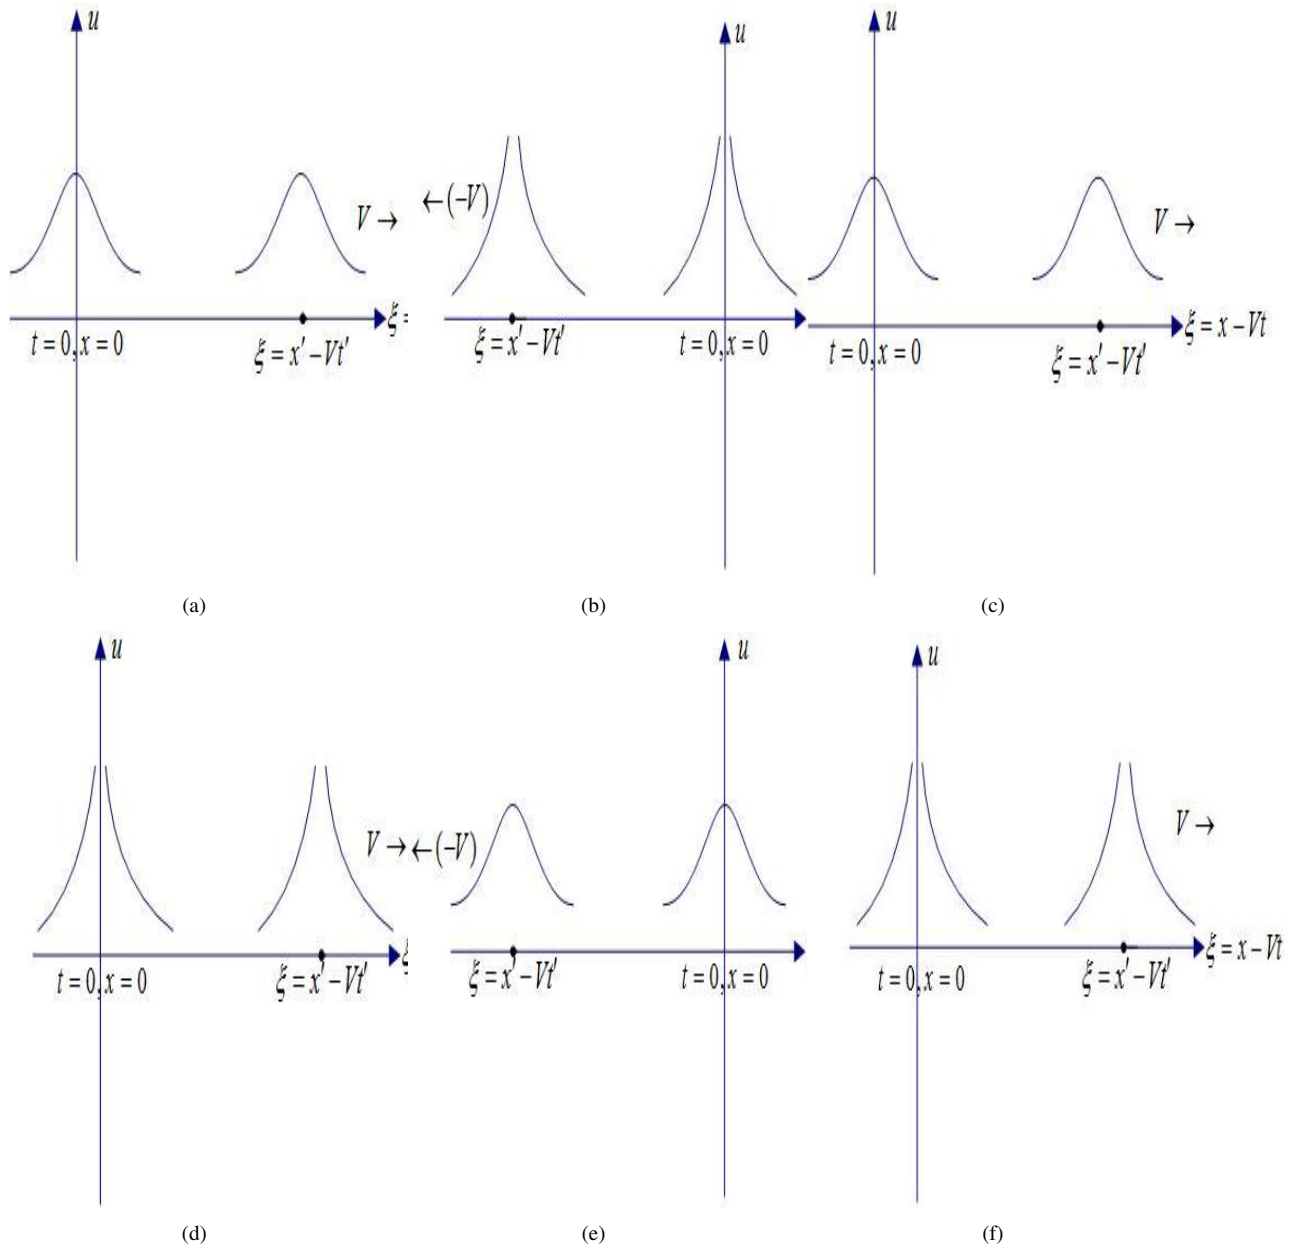 u
V →
t = 0, x = 0
ξ = x′ – Vt′
ξ =
(a)
u
← (–V)
ξ = x′ – Vt′
t = 0, x = 0
(b)
u
V →
t = 0, x = 0
ξ = x′ – Vt′
ξ = x – Vt
(c)
u
V →
t = 0, x = 0
ξ = x′ – Vt′
(d)
u
← (–V)
ξ = x′ – Vt′
t = 0, x = 0
(e)
u
V →
t = 0, x = 0
ξ = x′ – Vt′
ξ = x – Vt
(f)